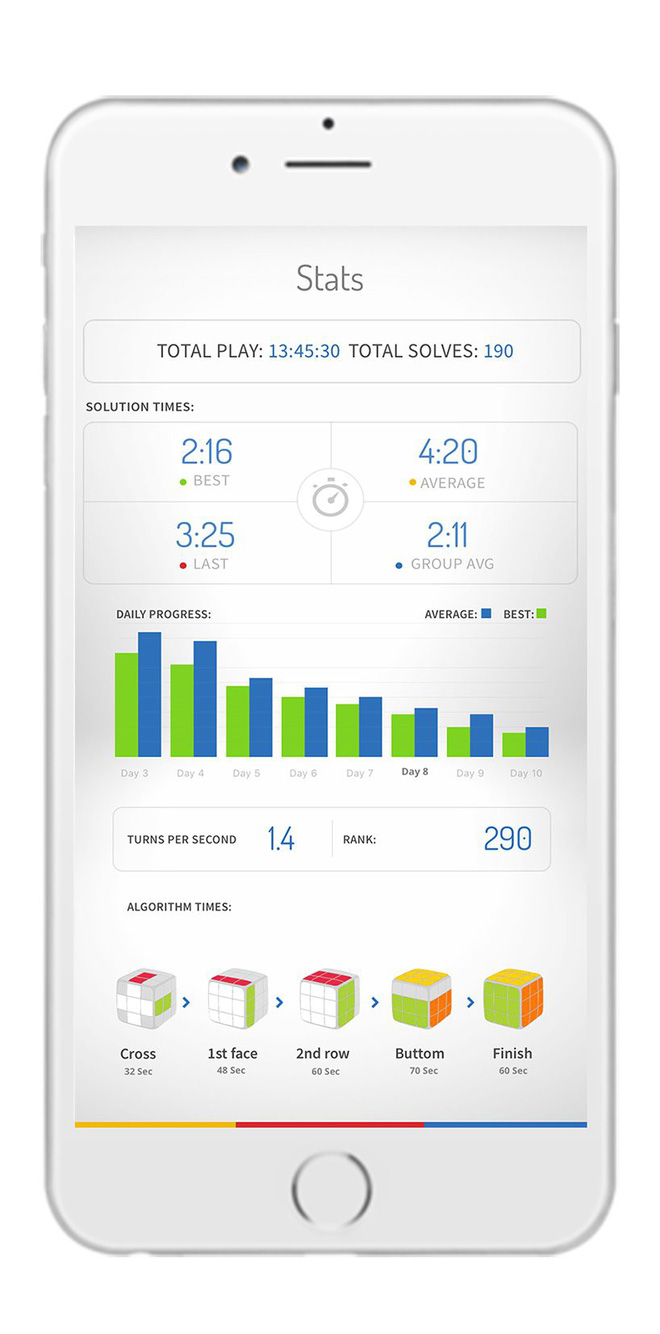 Stats
TOTAL PLAY: 13:45:30 TOTAL SOLVES: 190
SOLUTION TIMES:
2:16
BEST
4:20
AVERAGE
3:25
LAST
2:11
GROUP AVG
DAILY PROGRESS:
AVERAGE: BEST:
Day 3 Day 4 Day 5 Day 6 Day 7 Day 8 Day 9 Day 10
TURNS PER SECOND 1.4 RANK: 290
ALGORITHM TIMES:
Cross 1st face 2nd row Buttom Finish
32 Sec 48 Sec 60 Sec 70 Sec 60 Sec